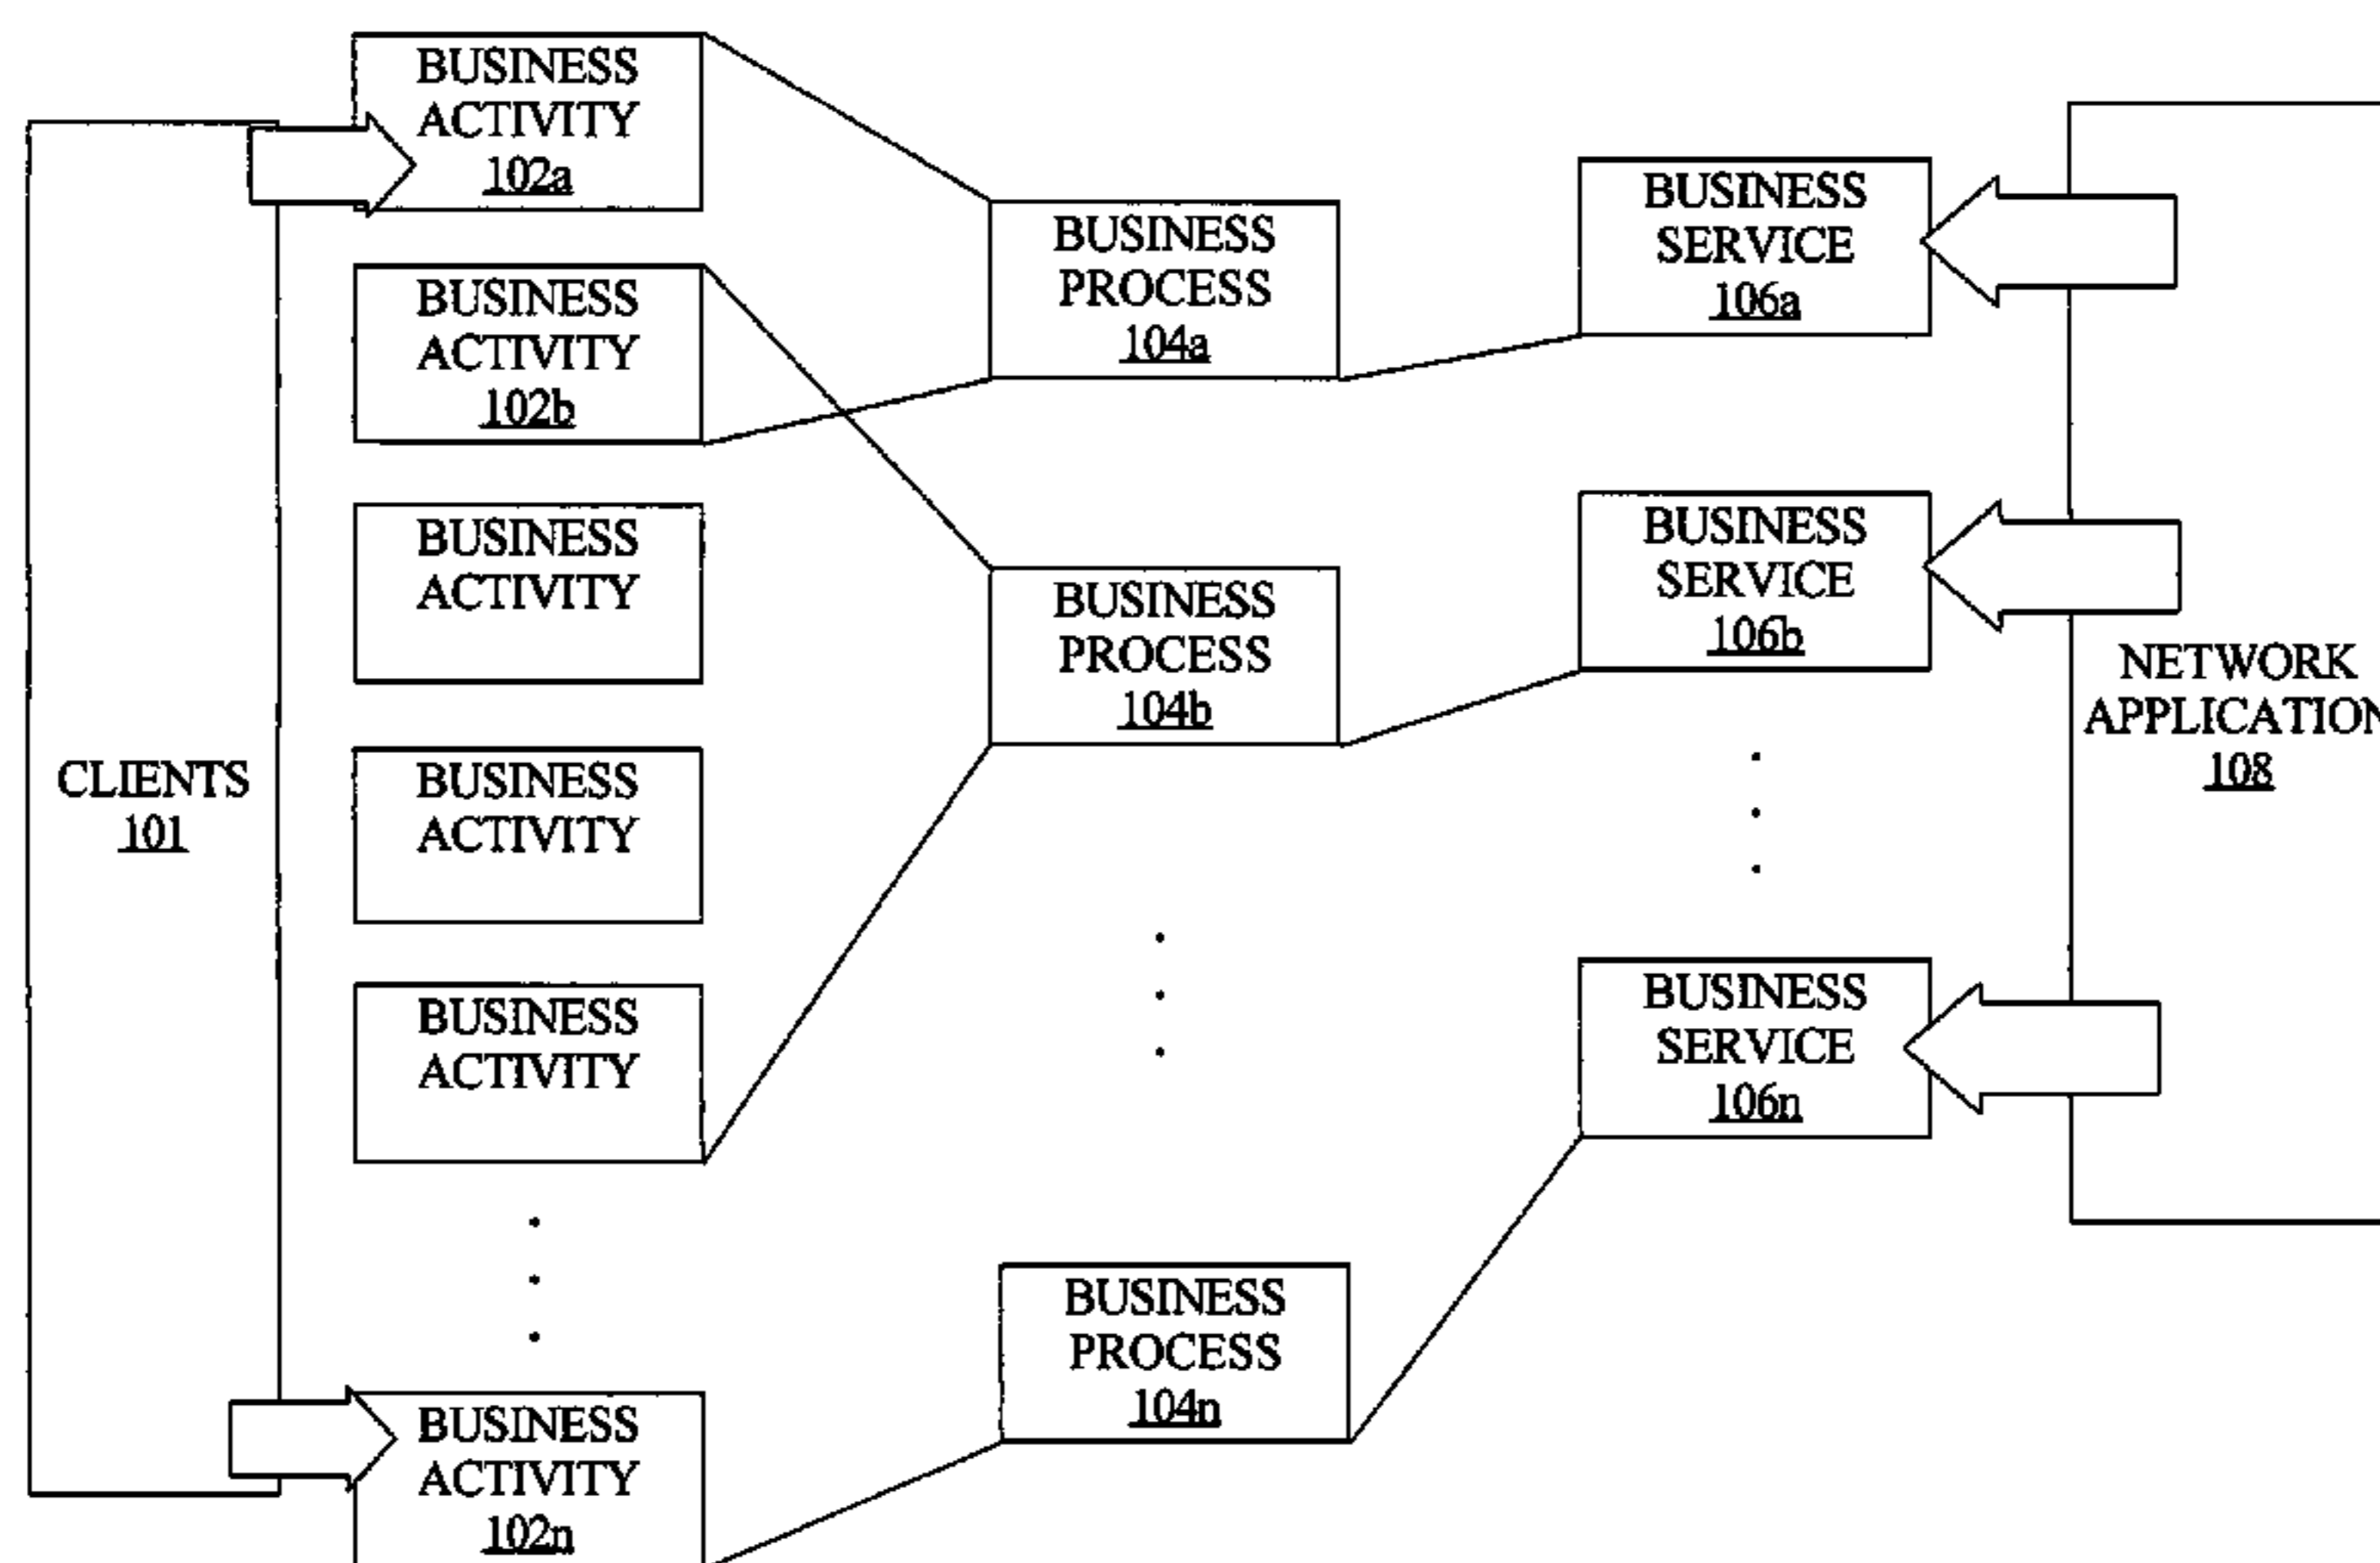 CLIENTS
101
BUSINESS
ACTIVITY
102a
BUSINESS
ACTIVITY
102b
BUSINESS
ACTIVITY
BUSINESS
ACTIVITY
BUSINESS
ACTIVITY
BUSINESS
ACTIVITY
102n
BUSINESS
PROCESS
104a
BUSINESS
PROCESS
104b
BUSINESS
PROCESS
104n
BUSINESS
SERVICE
106a
BUSINESS
SERVICE
106b
BUSINESS
SERVICE
106n
NETWORK
APPLICATION
108